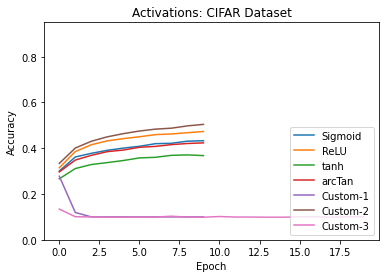 Activations: CIFAR Dataset
Accuracy
0.8
0.6
0.4
0.2
0.0
0.0 2.5 5.0 7.5 10.0 12.5 15.0 17.5
Epoch
Sigmoid
ReLU
tanh
arcTan
Custom-1
Custom-2
Custom-3